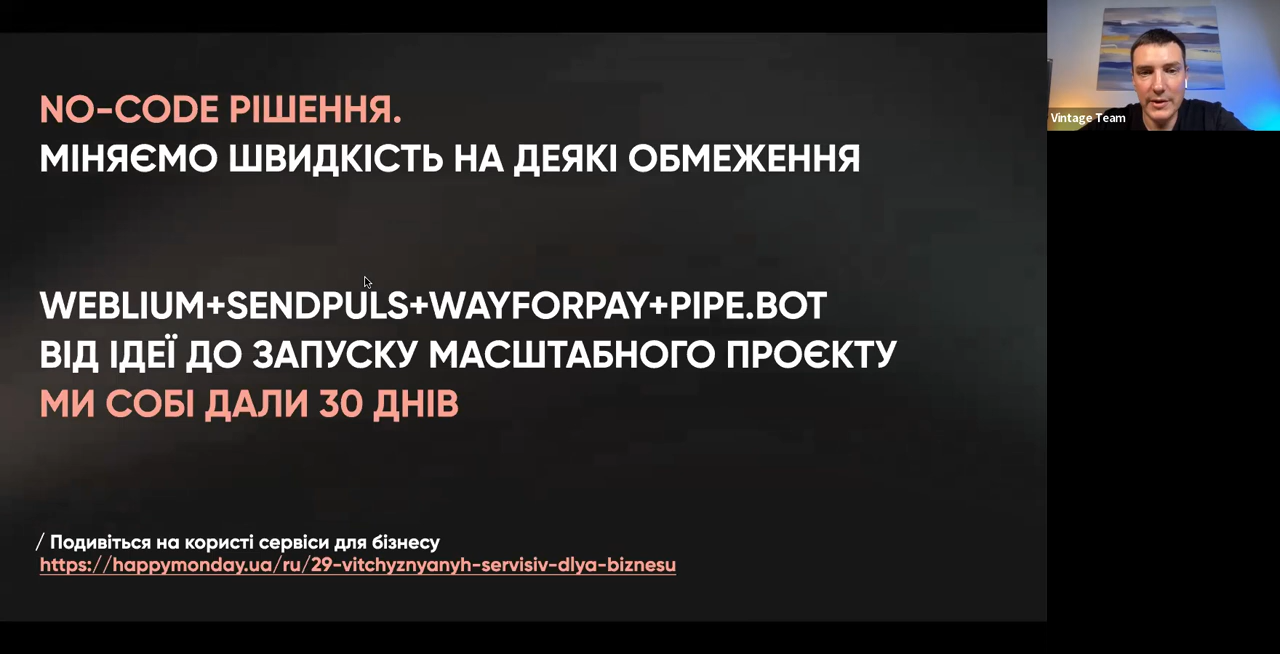 NO-CODE РІШЕННЯ.
МІНЯЄМО ШВИДКІСТЬ НА ДЕЯКІ ОБМЕЖЕННЯ
WEBLIUM+SENDPULS+WAYFORPAY+PIPE.BOT
ВІД ІДЕЇ ДО ЗАПУСКУ МАСШТАБНОГО ПРОЄКТУ
МИ СОБІ ДАЛИ 30 ДНІВ
/ Подивіться на користі сервіси для бізнесу
https://happymonday.ua/ru/29-vitchyznyanyh-servisiv-dlya-biznesu
Vintage Team